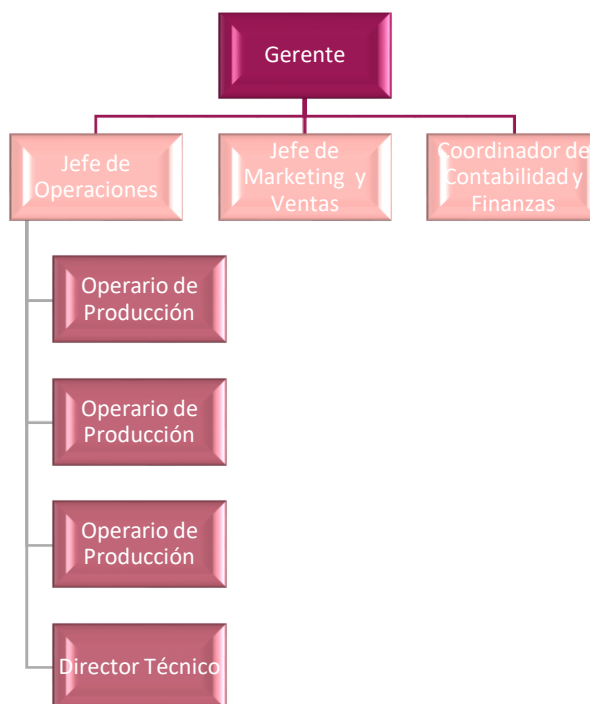 Gerente
Jefe de
Operaciones
Jefe de
Marketing y
Ventas
Coordinador de
Contabilidad y
Finanzas
Operario de
Producción
Operario de
Producción
Operario de
Producción
Director Técnico